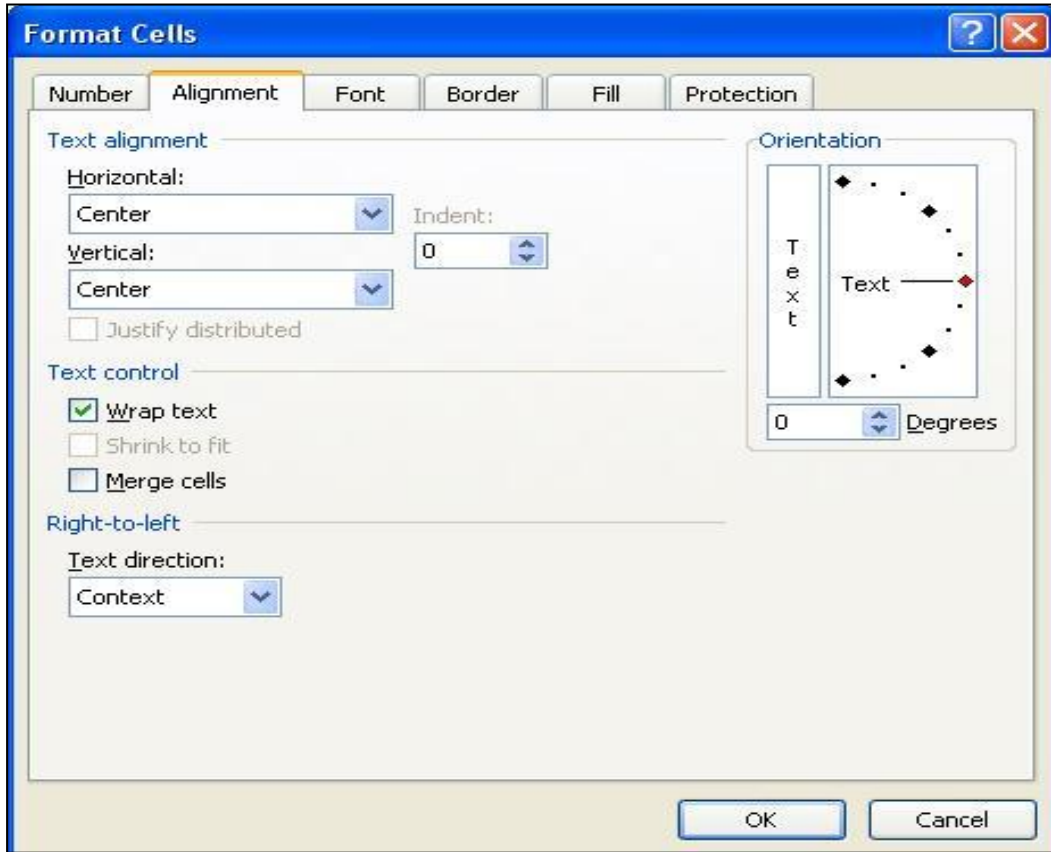 Format Cells
Number Alignment Font Border Fill Protection
Text alignment
Horizontal:
Center
Indent:
0
Vertical:
Center
Justify distributed
Text control
Wrap text
Shrink to fit
Merge cells
Right-to-left
Text direction:
Context
Orientation
Text
Text
0 Degrees
OK Cancel